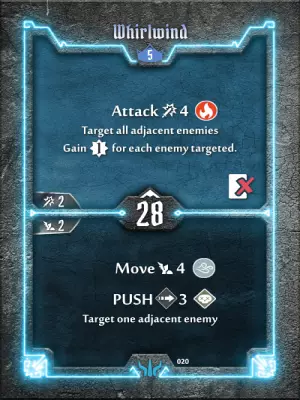 Whirlwind
5
Attack 4
Target all adjacent enemies
Gain 1 for each enemy targeted.
2
28
2
Move 4
PUSH 3
Target one adjacent enemy
020